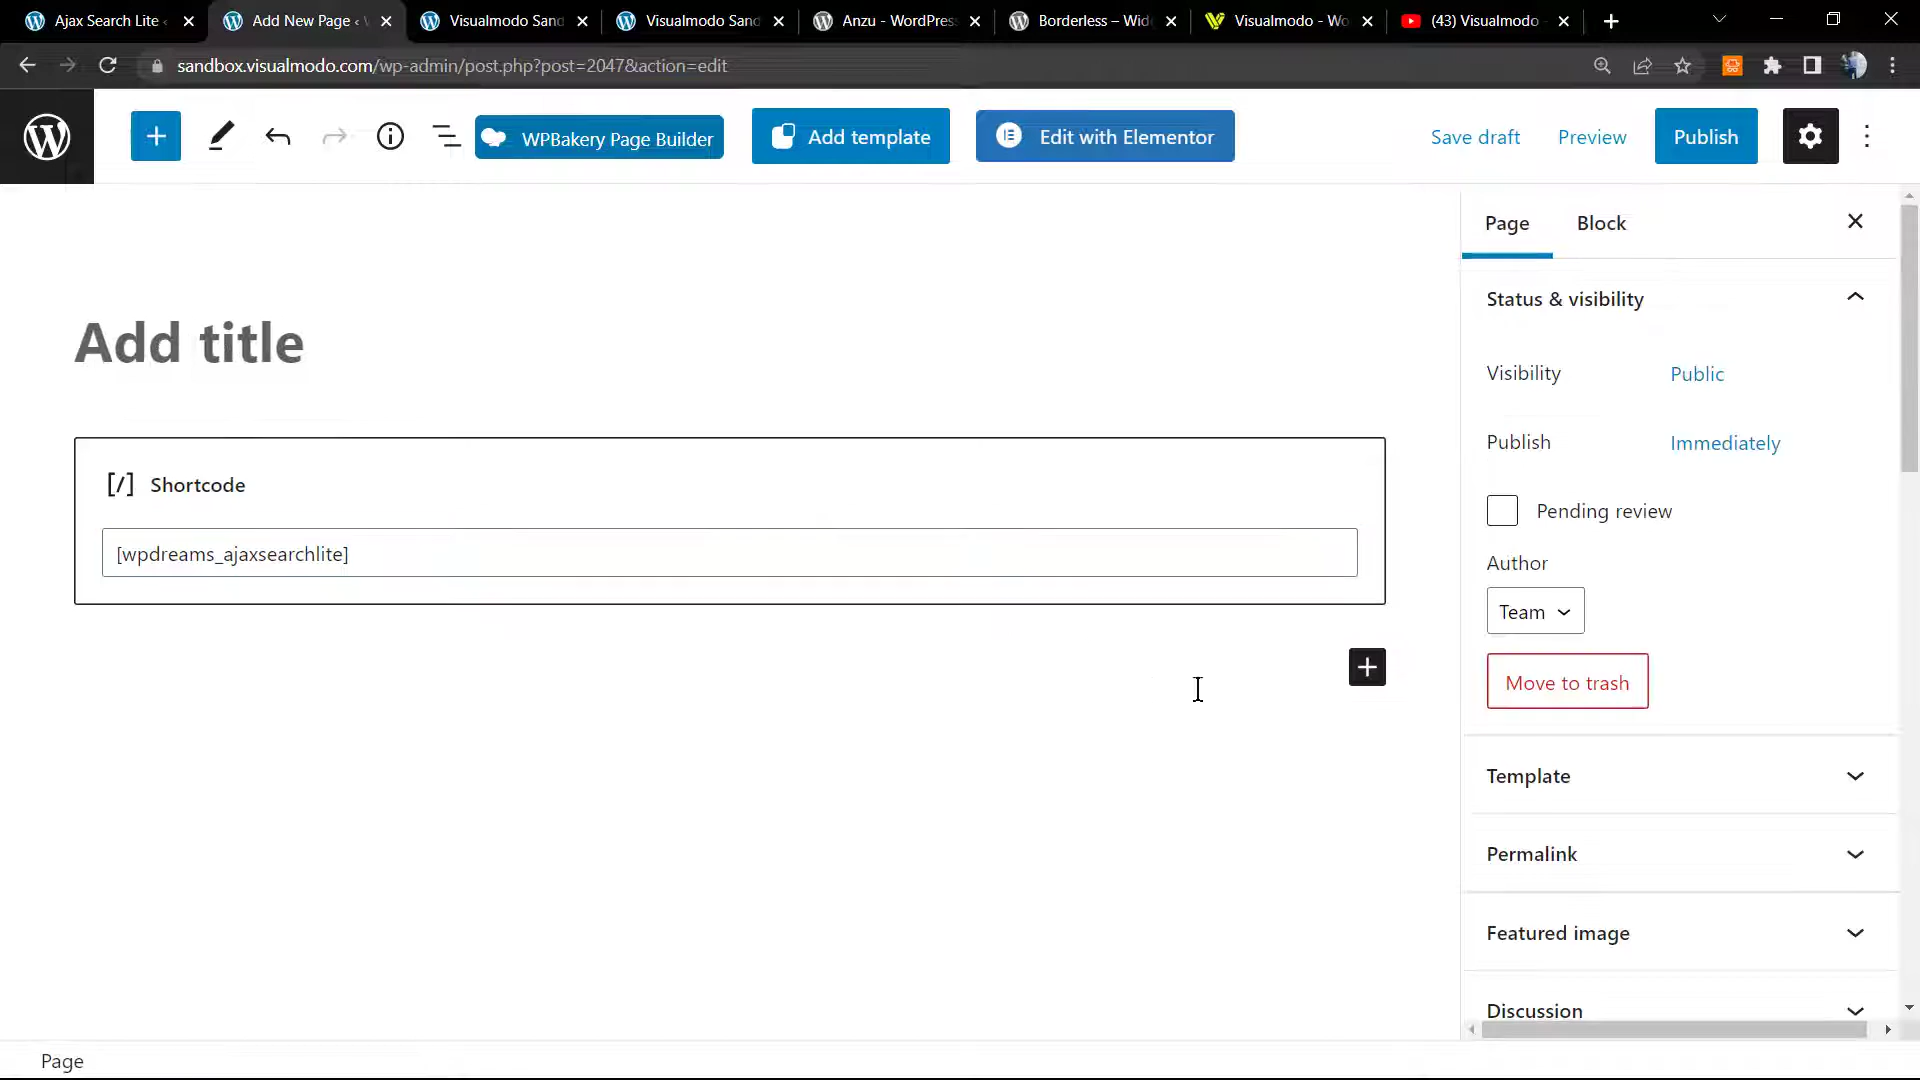 Ajax Search Lite ‹
Add New Page ‹
Visualmodo Sand
Visualmodo Sand
Anzu - WordPress
Borderless – Wid
Visualmodo - Wo
(43) Visualmodo -
sandbox.visualmodo.com/wp-admin/post.php?post=2047&action=edit
WPBakery Page Builder
Add template
Edit with Elementor
Save draft
Preview
Publish
Page
Block
Status & visibility
Add title
Visibility
Public
Publish
Immediately
[/] Shortcode
Pending review
[wpdreams_ajaxsearchlite]
Author
Team
Move to trash
Template
Permalink
Featured image
Discussion
Page